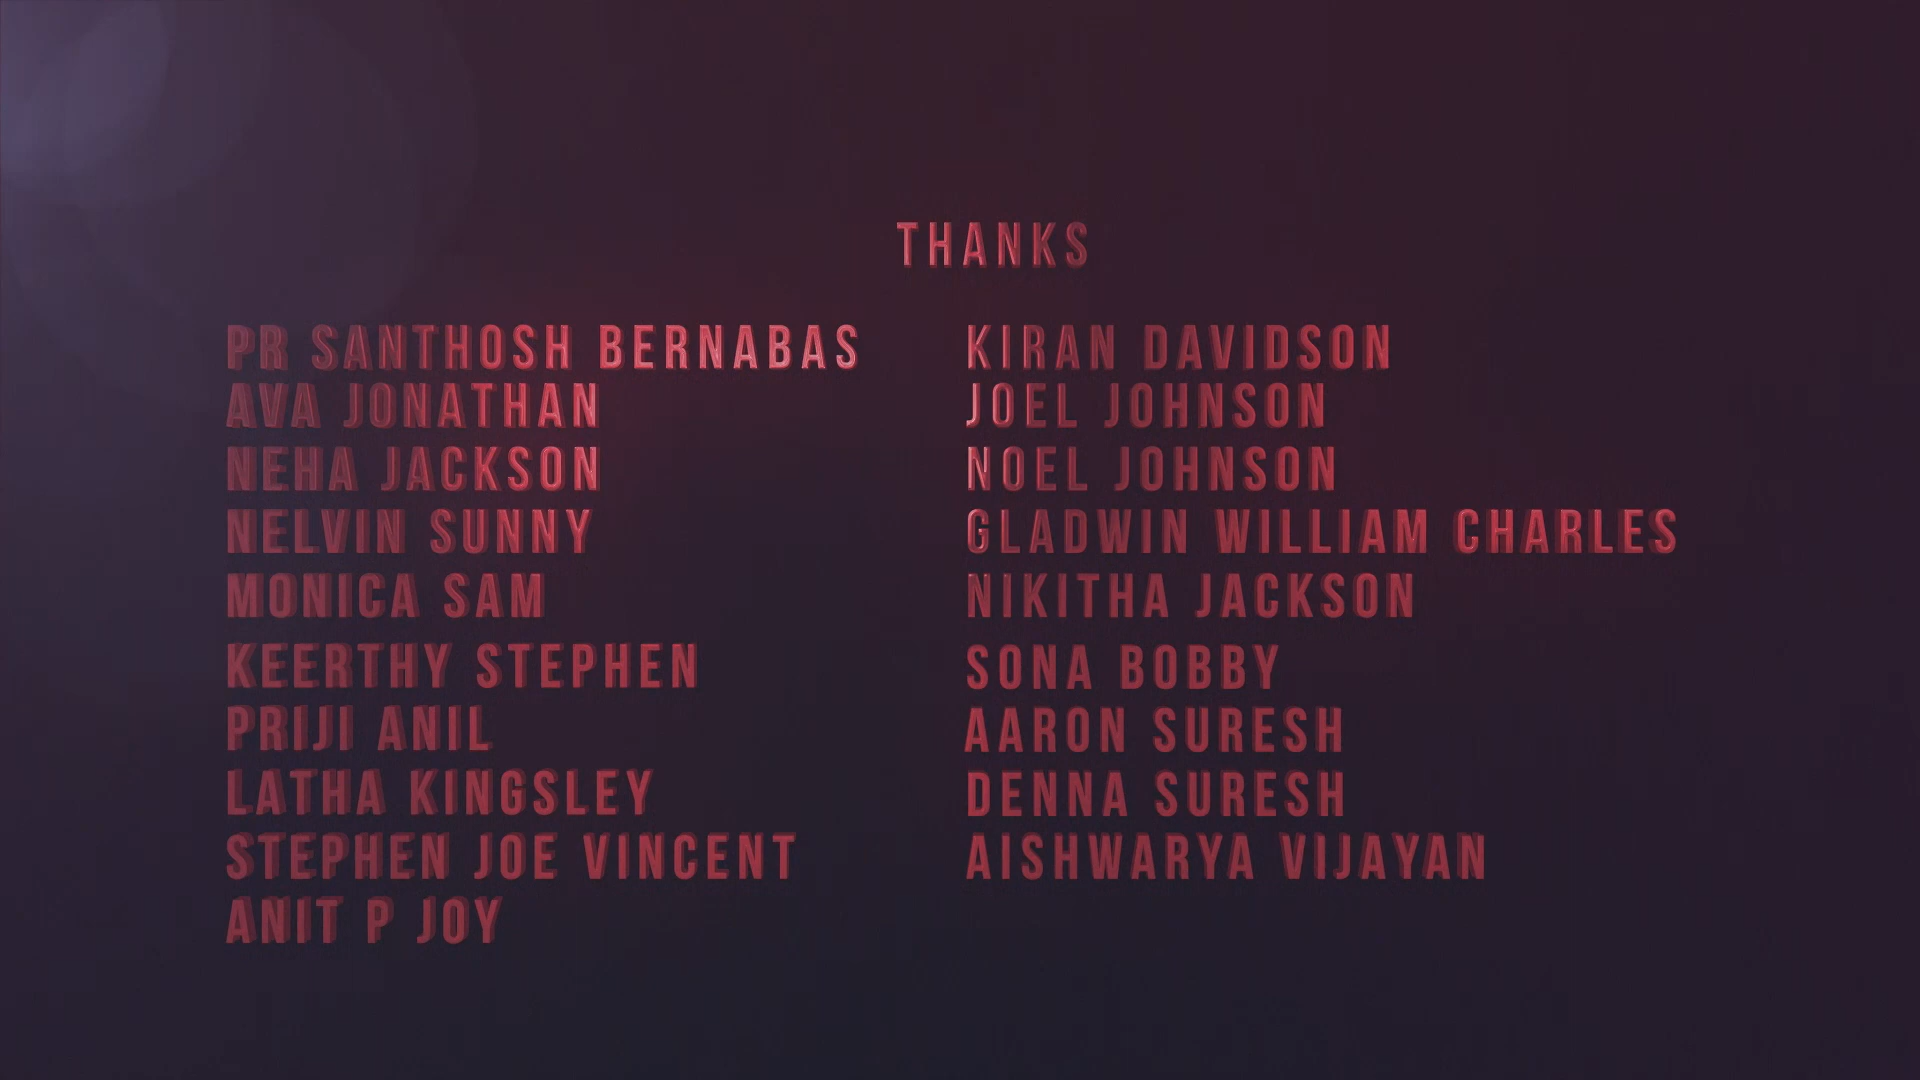 THANKS
PR SANTHOSH BERNABAS
AVA JONATHAN
NEHA JACKSON
NELVIN SUNNY
MONICA SAM
KEERTHY STEPHEN
PRIJI ANIL
LATHA KINGSLEY
STEPHEN JOE VINCENT
ANIT P JOY
KIRAN DAVIDSON
JOEL JOHNSON
NOEL JOHNSON
GLADWIN WILLIAM CHARLES
NIKITHA JACKSON
SONA BOBBY
AARON SURESH
DENNA SURESH
AISHWARYA VIJAYAN